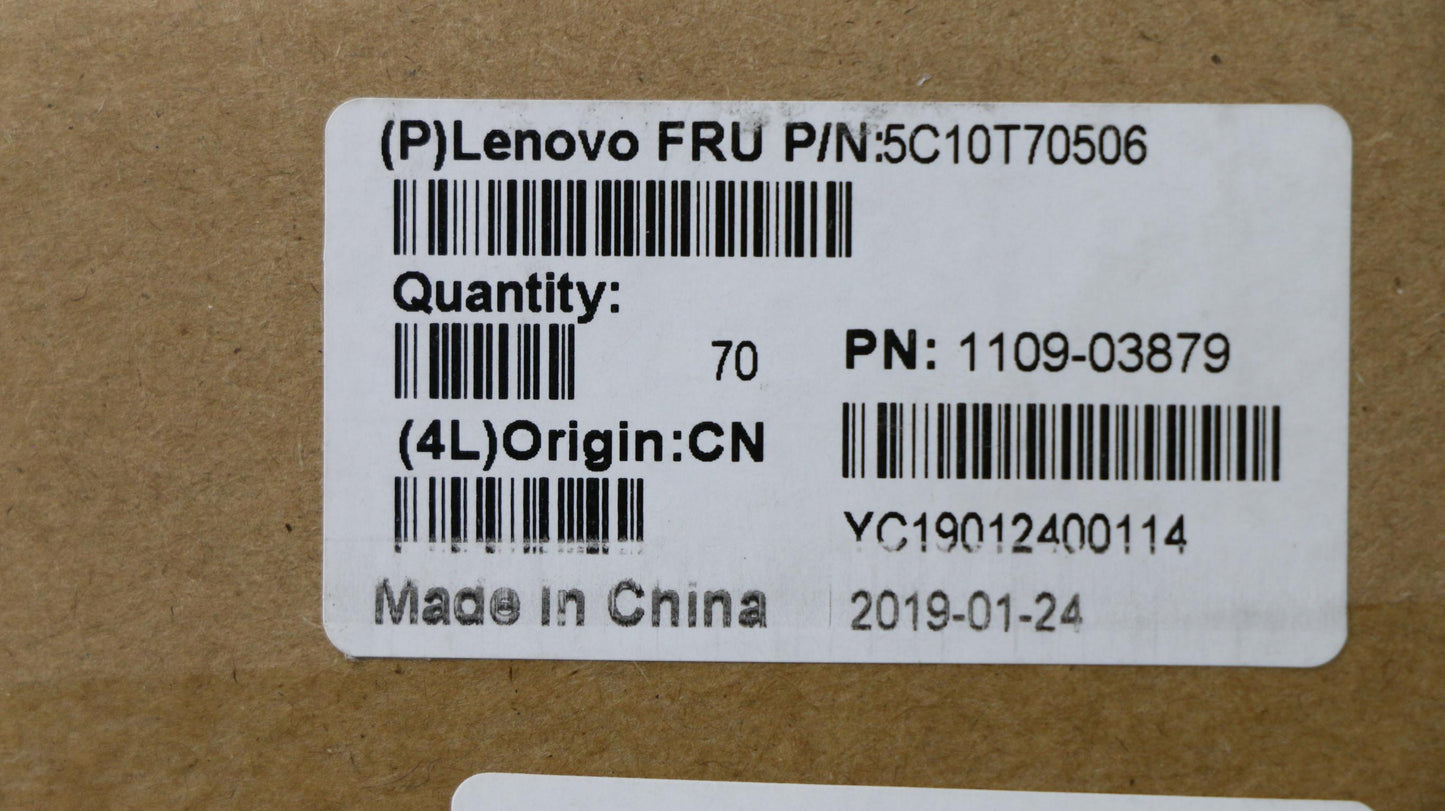 (P)Lenovo FRU P/N:5C10T70506
Quantity:
70
PN: 1109-03879
(4L)Origin:CN
YC19012400114
Made in China
2019-01-24